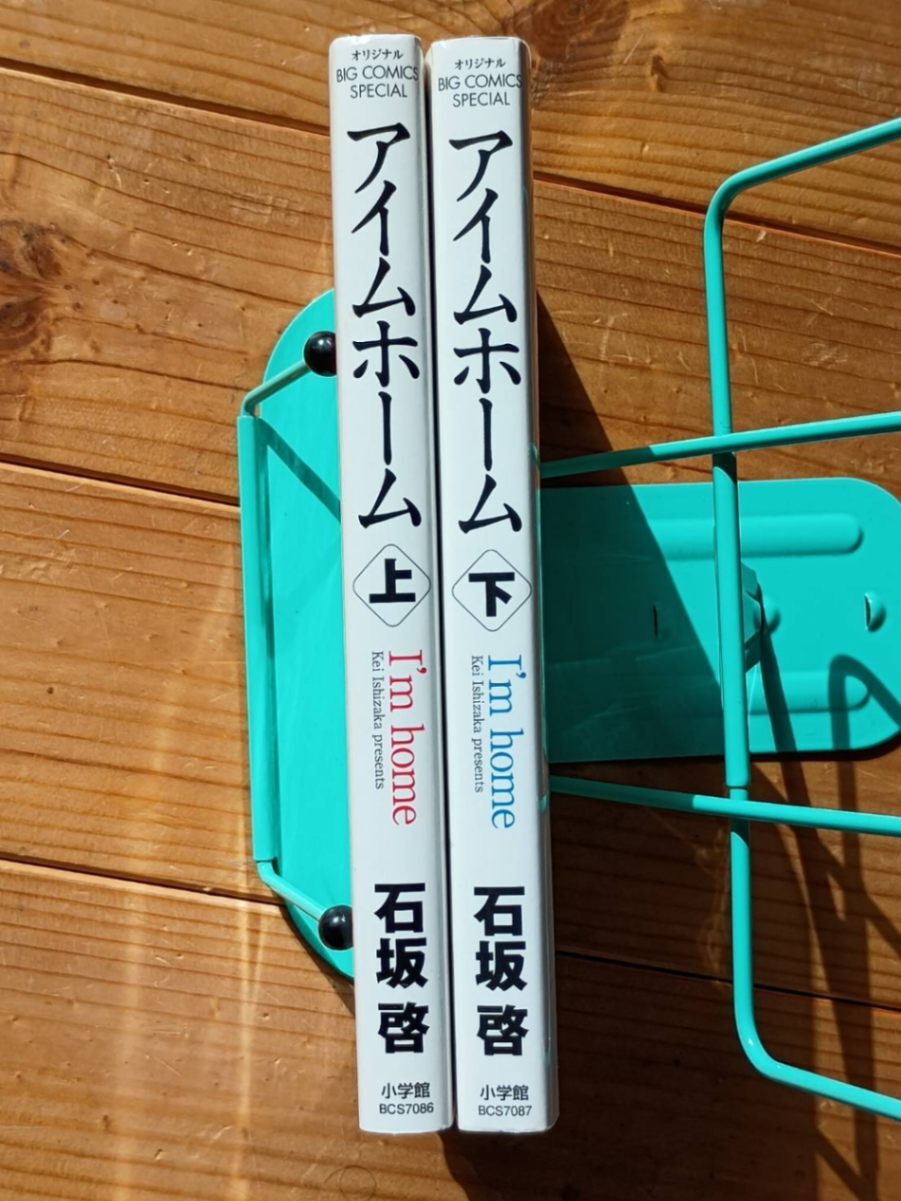 オリジナル
BIG COMICS
SPECIAL
アイムホーム
上
I'm home
Kei Ishizaka presents
石坂 啓
小学館
BCS7086
オリジナル
BIG COMICS
SPECIAL
アイムホーム
下
I'm home
Kei Ishizaka presents
石坂 啓
小学館
BCS7087